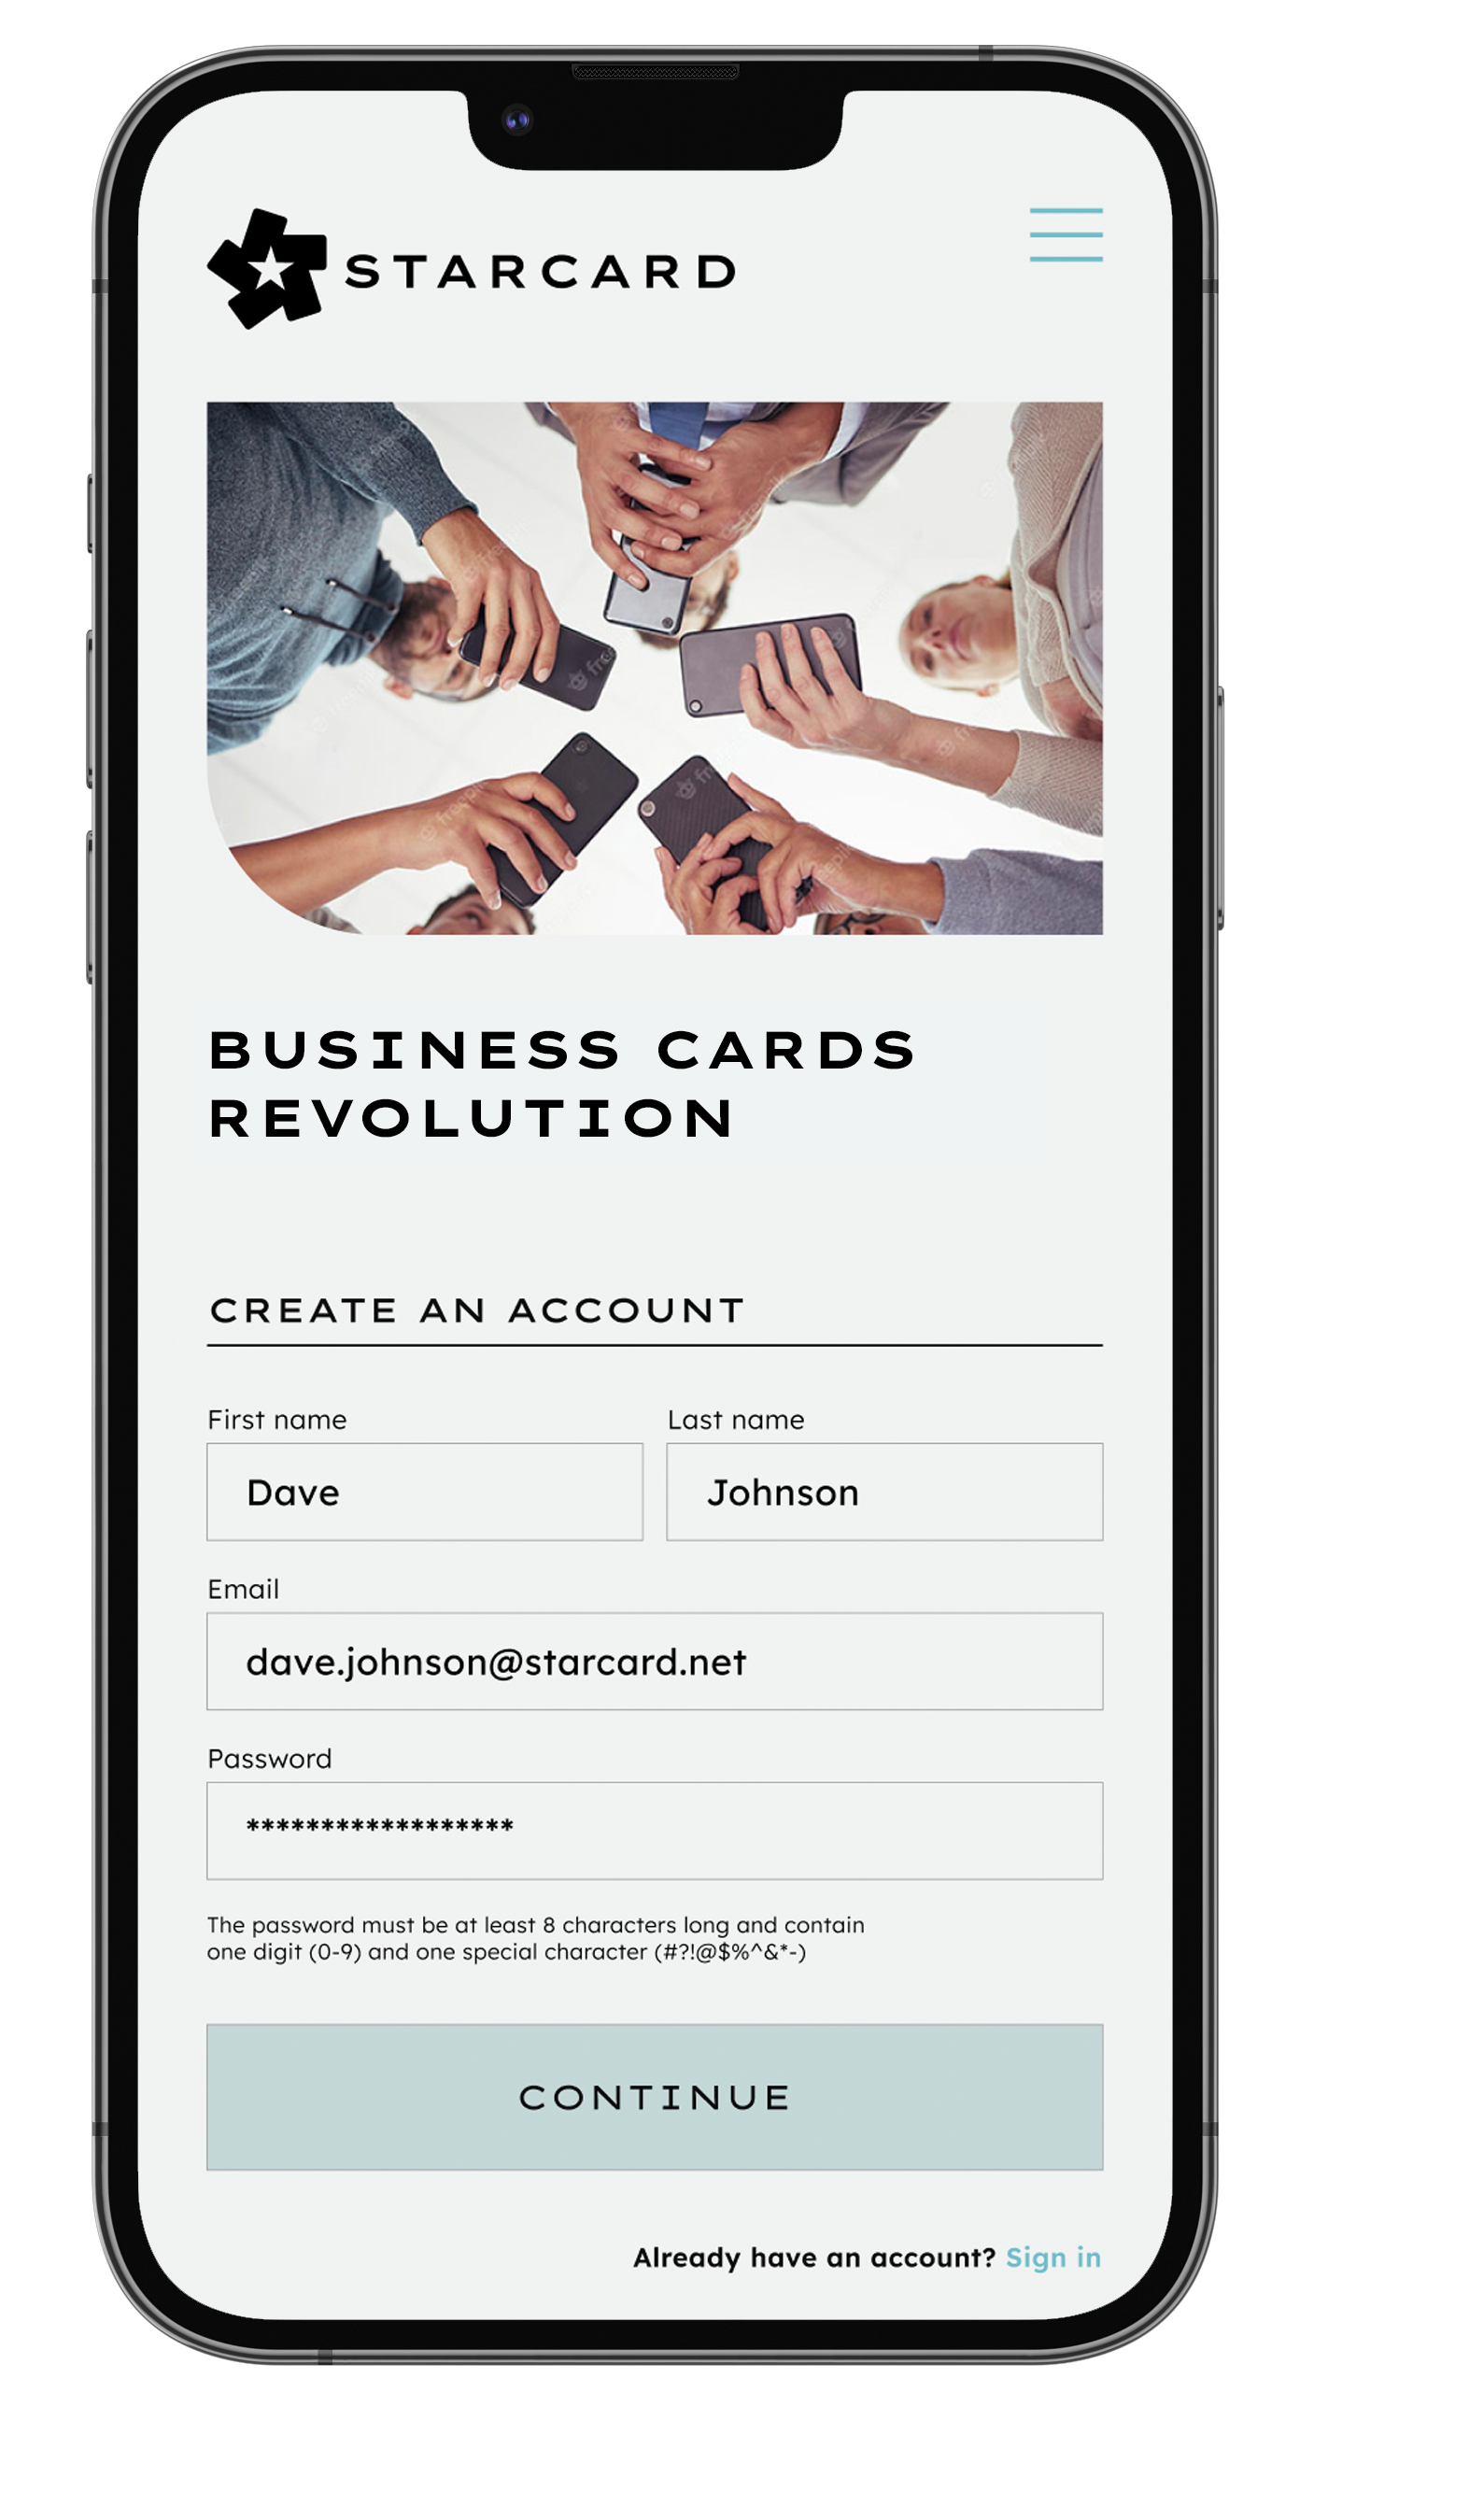 STARCARD
BUSINESS CARDS
REVOLUTION
CREATE AN ACCOUNT
First name
Last name
Dave
Johnson
Email
dave.johnson@starcard.net
Password
******************
The password must be at least 8 characters long and contain
one digit (0-9) and one special character (#?!@$%^&*-)
CONTINUE
Already have an account? Sign in